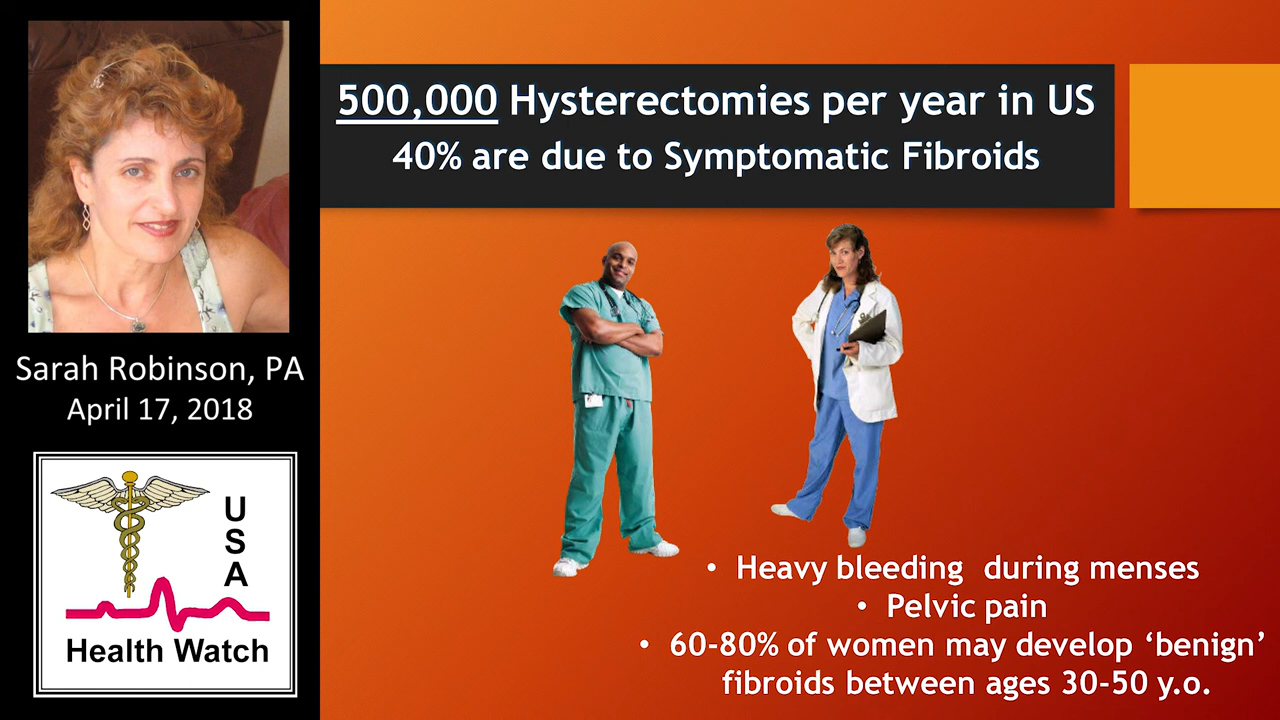 500,000 Hysterectomies per year in US
40% are due to Symptomatic Fibroids
Sarah Robinson, PA
April 17, 2018
USA
Health Watch
• Heavy bleeding  during menses
• Pelvic pain
• 60-80% of women may develop ‘benign’
fibroids between ages 30-50 y.o.